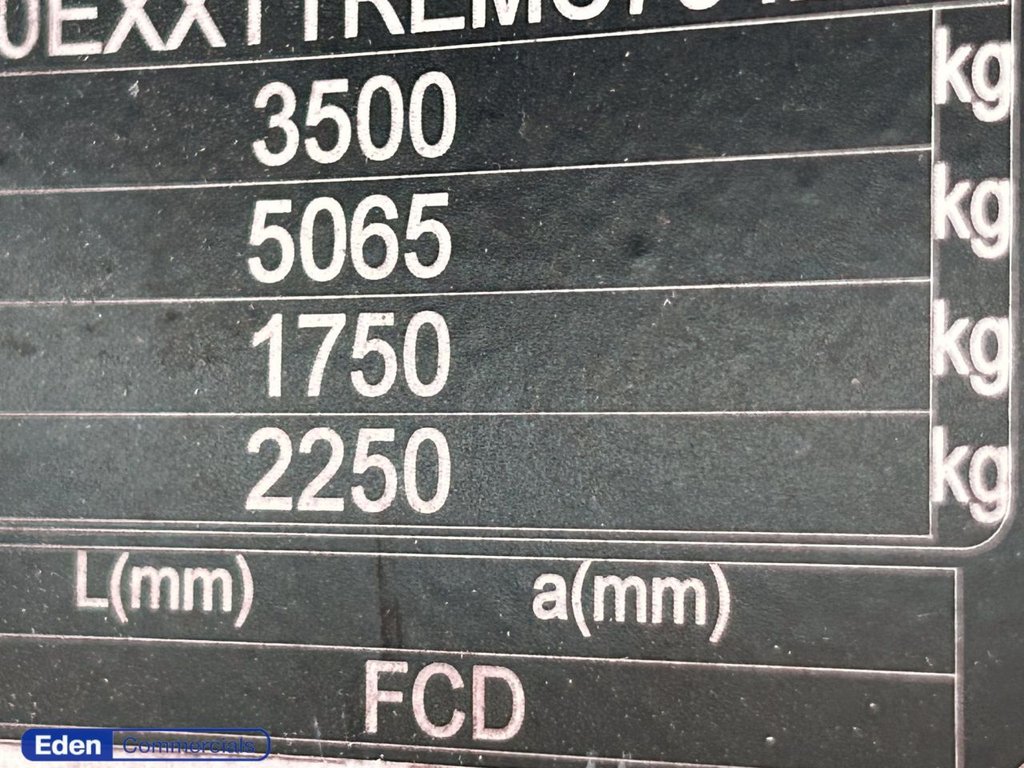 3500 kg
5065 kg
1750 kg
2250 kg
L(mm) a(mm)
FCD
Eden Commercials